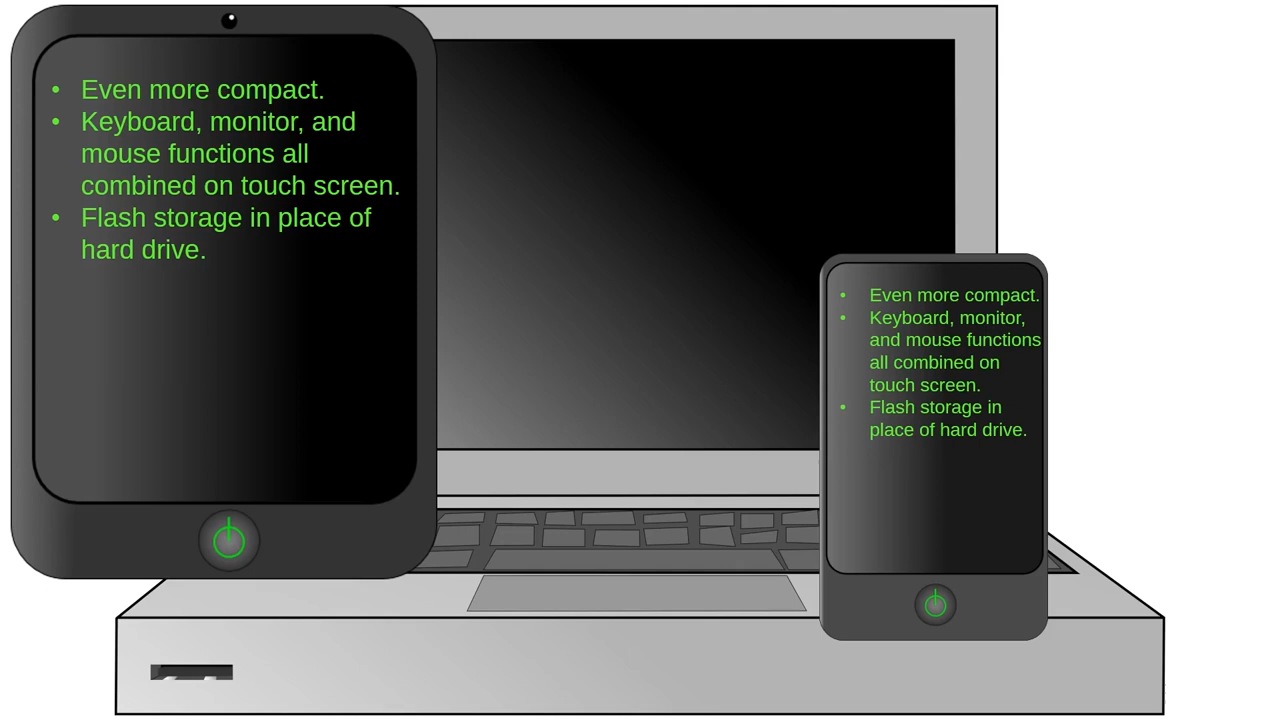 • Even more compact.
• Keyboard, monitor, and
mouse functions all
combined on touch screen.
• Flash storage in place of
hard drive.
• Even more compact.
• Keyboard, monitor,
and mouse functions
all combined on
touch screen.
• Flash storage in
place of hard drive.